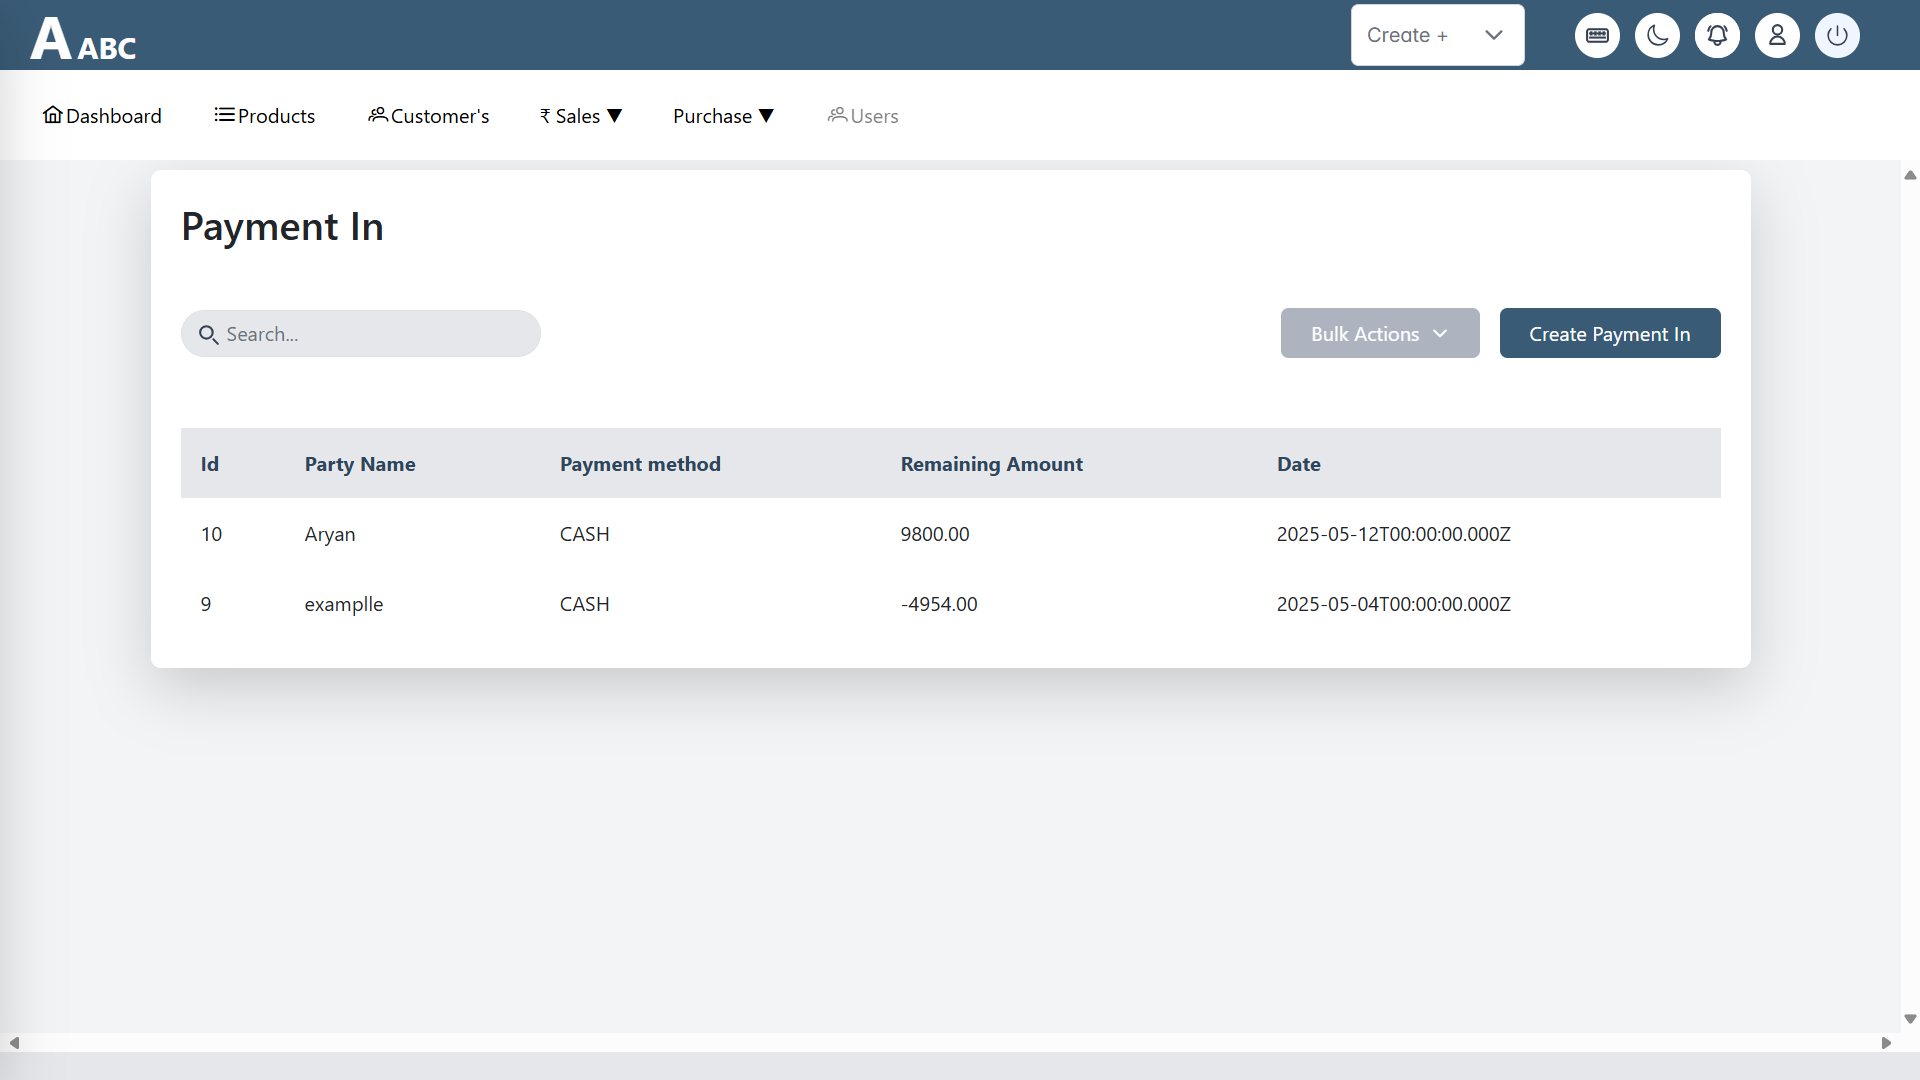 A ABC
Create +
Dashboard Products Customer's ₹ Sales ▼ Purchase ▼ Users
Payment In
Search...
Bulk Actions
Create Payment In
Id Party Name Payment method Remaining Amount Date
10 Aryan CASH 9800.00 2025-05-12T00:00:00.000Z
9 examplle CASH -4954.00 2025-05-04T00:00:00.000Z